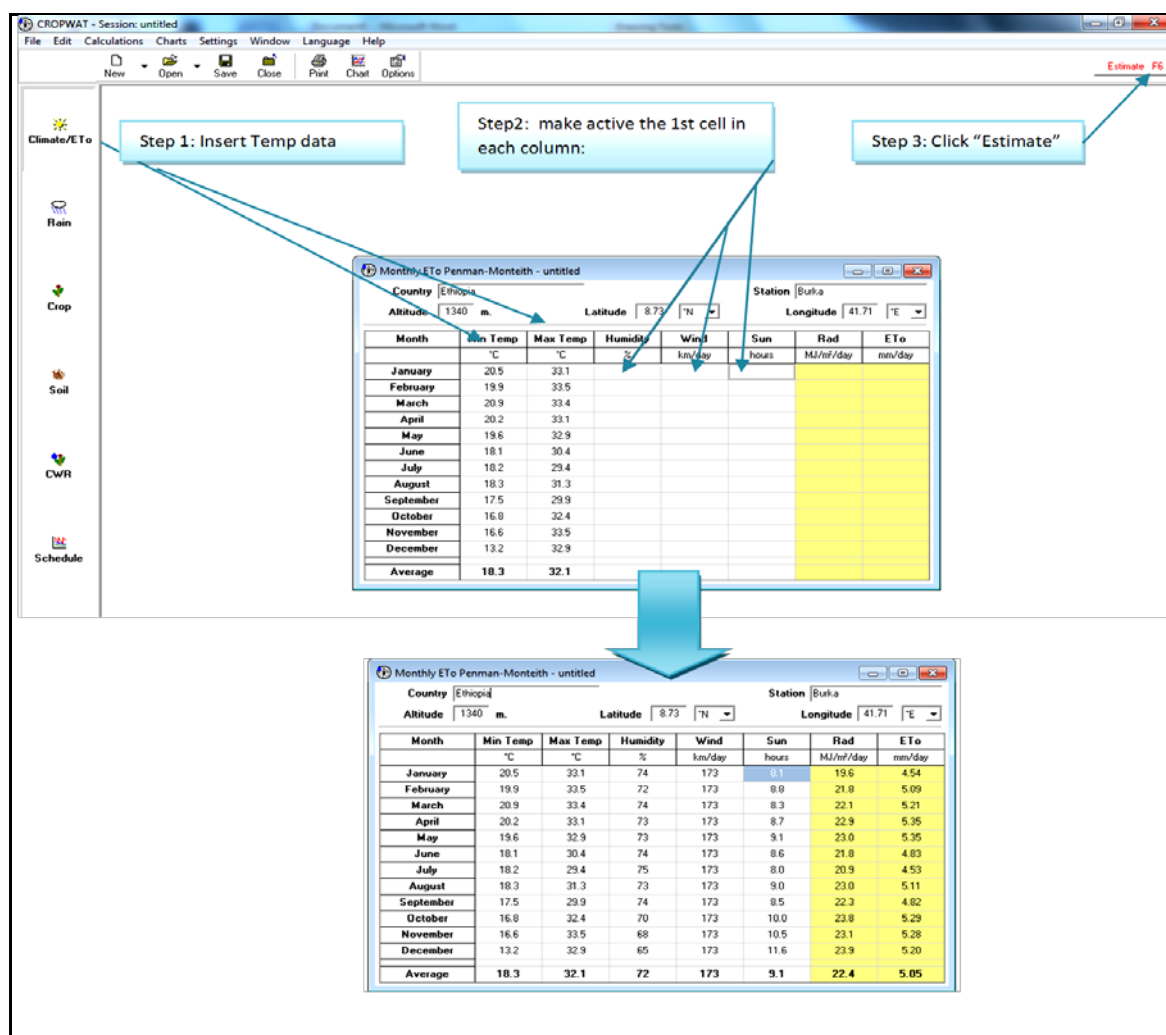 CROPWAT - Session: untitled
File Edit Calculations Charts Settings Window Language Help
New Open Save Close Print Chart Options Estimate F6
Climate/ETo
Rain
Crop
Soil
CWR
Schedule
Step 1: Insert Temp data
Step2: make active the 1st cell in
each column:
Step 3: Click “Estimate”
Monthly ETo Penman-Monteith - untitled
Country Ethiopia Station Burka
Altitude 1340 m. Latitude 8.73 °N Longitude 41.71 °E
Month Min Temp Max Temp Humidity Wind Sun Rad ETo
°C °C % km/day hours MJ/m²/day mm/day
January 20.5 33.1
February 19.9 33.5
March 20.9 33.4
April 20.2 33.1
May 19.6 32.9
June 18.1 30.4
July 18.2 29.4
August 18.3 31.3
September 17.5 29.9
October 16.8 32.4
November 16.6 33.5
December 13.2 32.9
Average 18.3 32.1
Monthly ETo Penman-Monteith - untitled
Country Ethiopia Station Burka
Altitude 1340 m. Latitude 8.73 °N Longitude 41.71 °E
Month Min Temp Max Temp Humidity Wind Sun Rad ETo
°C °C % km/day hours MJ/m²/day mm/day
January 20.5 33.1 74 173 8.1 19.6 4.54
February 19.9 33.5 72 173 8.8 21.8 5.09
March 20.9 33.4 74 173 8.3 22.1 5.21
April 20.2 33.1 73 173 8.7 22.9 5.35
May 19.6 32.9 73 173 9.1 23.0 5.35
June 18.1 30.4 74 173 8.6 21.8 4.83
July 18.2 29.4 75 173 8.0 20.9 4.53
August 18.3 31.3 73 173 9.0 23.0 5.11
September 17.5 29.9 74 173 8.5 22.3 4.82
October 16.8 32.4 70 173 10.0 23.8 5.29
November 16.6 33.5 68 173 10.5 23.1 5.28
December 13.2 32.9 65 173 11.6 23.9 5.20
Average 18.3 32.1 72 173 9.1 22.4 5.05